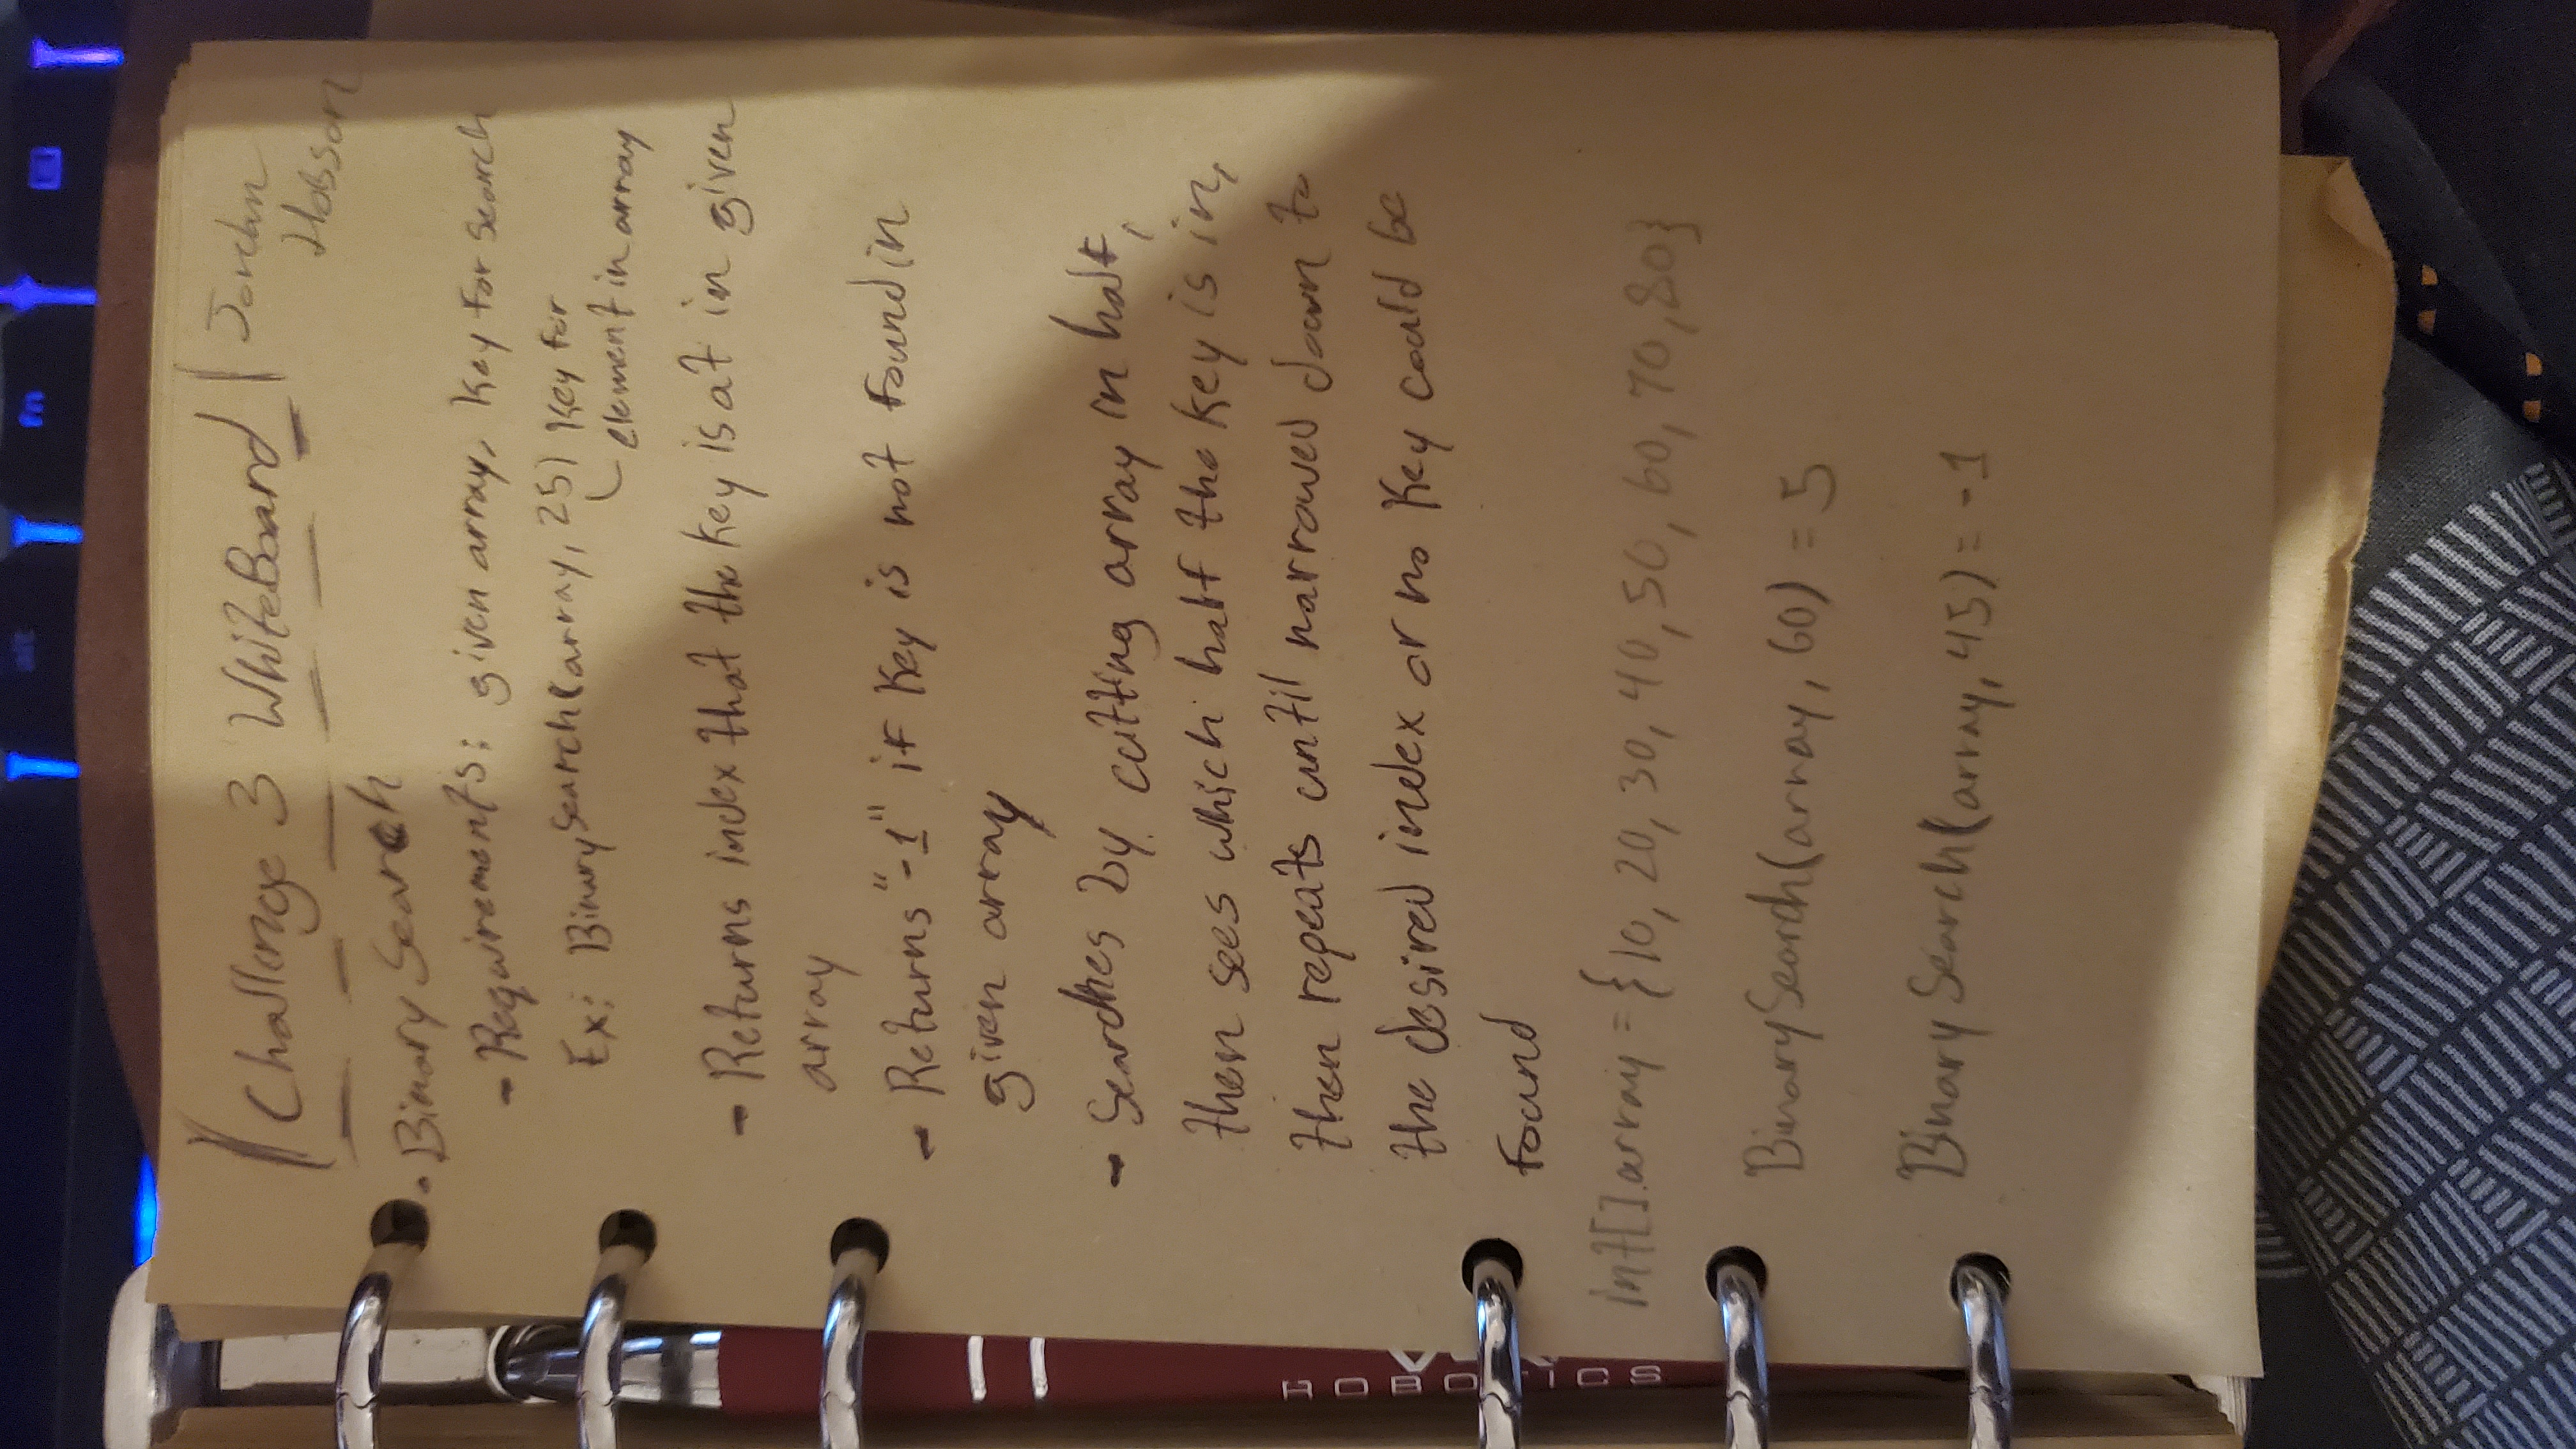 alt fn
Challenge 3 WhiteBoard
Jordan
Hobson
• Binary Search
- Requirements: given array, Key for search
Ex: BinarySearch(array, 25) Key for
element in array
- Returns index that the Key is at in given
array
- Returns "-1" if Key is not found in
given array
- Searches by cutting array in half,
then sees which half the key is in,
then repeats until narrowed down to
the desired index or no Key could be
found
int[] array = {10, 20, 30, 40, 50, 60, 70, 80}
BinarySearch(array, 60) = 5
BinarySearch(array, 45) = -1